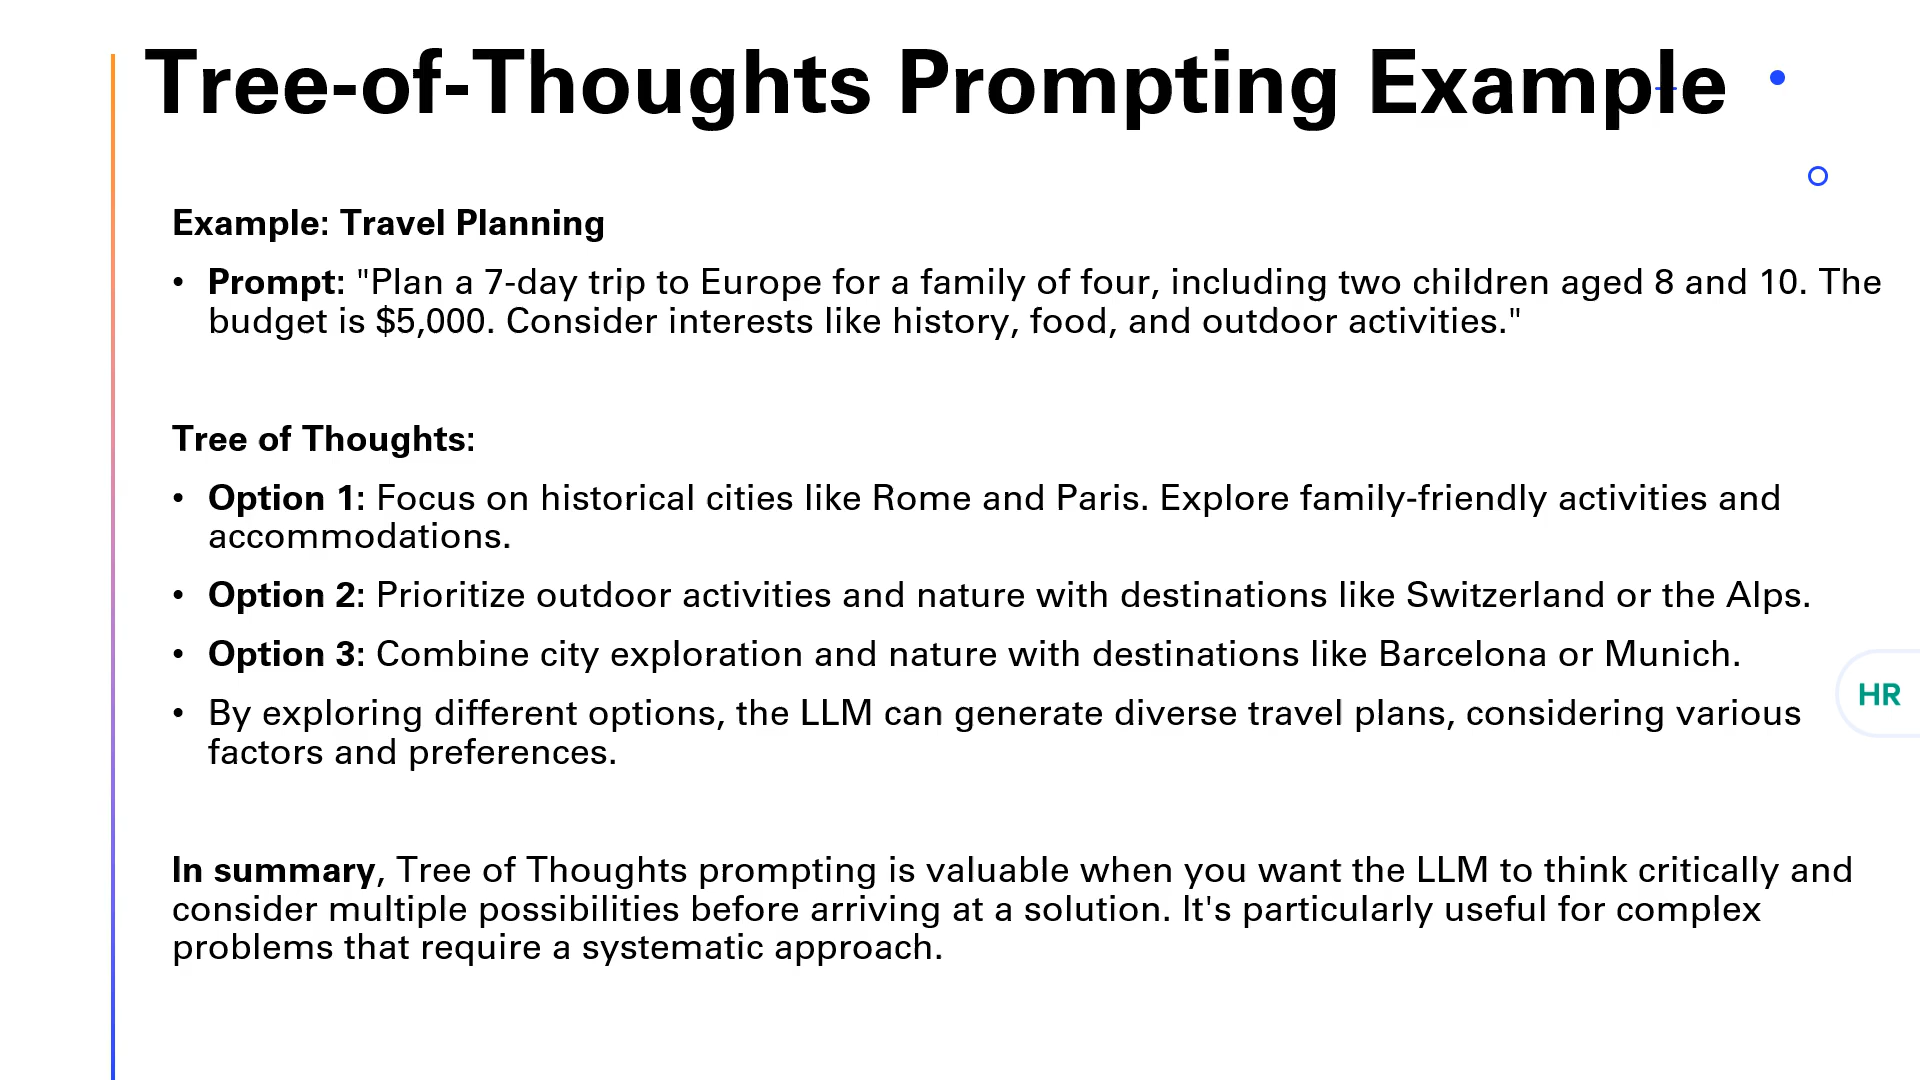 Tree-of-Thoughts Prompting Example
Example: Travel Planning
• Prompt: "Plan a 7-day trip to Europe for a family of four, including two children aged 8 and 10. The
budget is $5,000. Consider interests like history, food, and outdoor activities."
Tree of Thoughts:
• Option 1: Focus on historical cities like Rome and Paris. Explore family-friendly activities and
accommodations.
• Option 2: Prioritize outdoor activities and nature with destinations like Switzerland or the Alps.
• Option 3: Combine city exploration and nature with destinations like Barcelona or Munich.
HR
• By exploring different options, the LLM can generate diverse travel plans, considering various
factors and preferences.
In summary, Tree of Thoughts prompting is valuable when you want the LLM to think critically and
consider multiple possibilities before arriving at a solution. It's particularly useful for complex
problems that require a systematic approach.